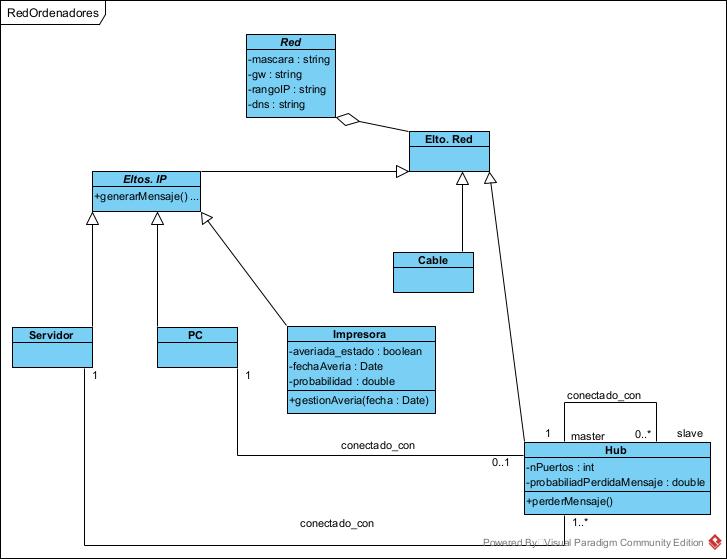 RedOrdenadores
Red
-mascara : string
-gw : string
-rangoIP : string
-dns : string
Elto. Red
Eltos. IP
+generarMensaje() ...
Cable
Servidor
PC
Impresora
-averiada_estado : boolean
-fechaAveria : Date
-probabilidad : double
+gestionAveria(fecha : Date)
1
1
conectado_con
1
master
0..*
slave
conectado_con
0..1
Hub
-nPuertos : int
-probabiliadPerdidaMensaje : double
+perderMensaje()
conectado_con
1..*
Powered By: Visual Paradigm Community Edition